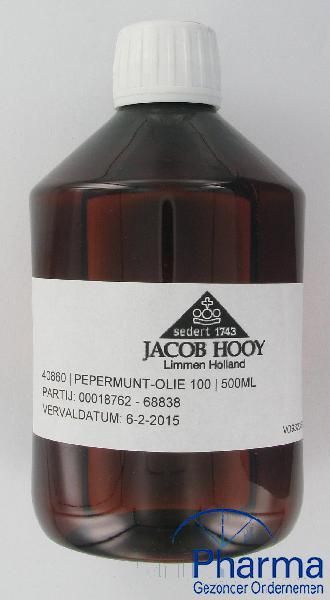 sedert 1743
JACOB HOOY
Limmen Holland
40860 | PEPERMUNT-OLIE 100 | 500ML
PARTIJ: 00018762 - 68838
VERVALDATUM: 6-2-2015
Pharma
Gezonder Ordernemen